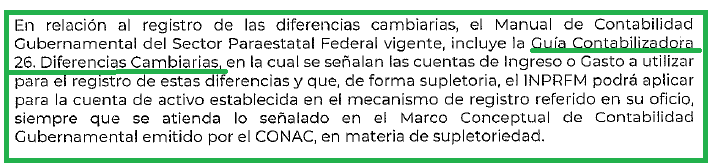 En relación al registro de las diferencias cambiarias, el Manual de Contabilidad
Gubernamental del Sector Paraestatal Federal vigente, incluye la Guía Contabilizadora
26. Diferencias Cambiarias, en la cual se señalan las cuentas de Ingreso o Gasto a utilizar
para el registro de estas diferencias y que, de forma supletoria, el INPRFM podrá aplicar
para la cuenta de activo establecida en el mecanismo de registro referido en su oficio,
siempre que se atienda lo señalado en el Marco Conceptual de Contabilidad
Gubernamental emitido por el CONAC, en materia de supletoriedad.